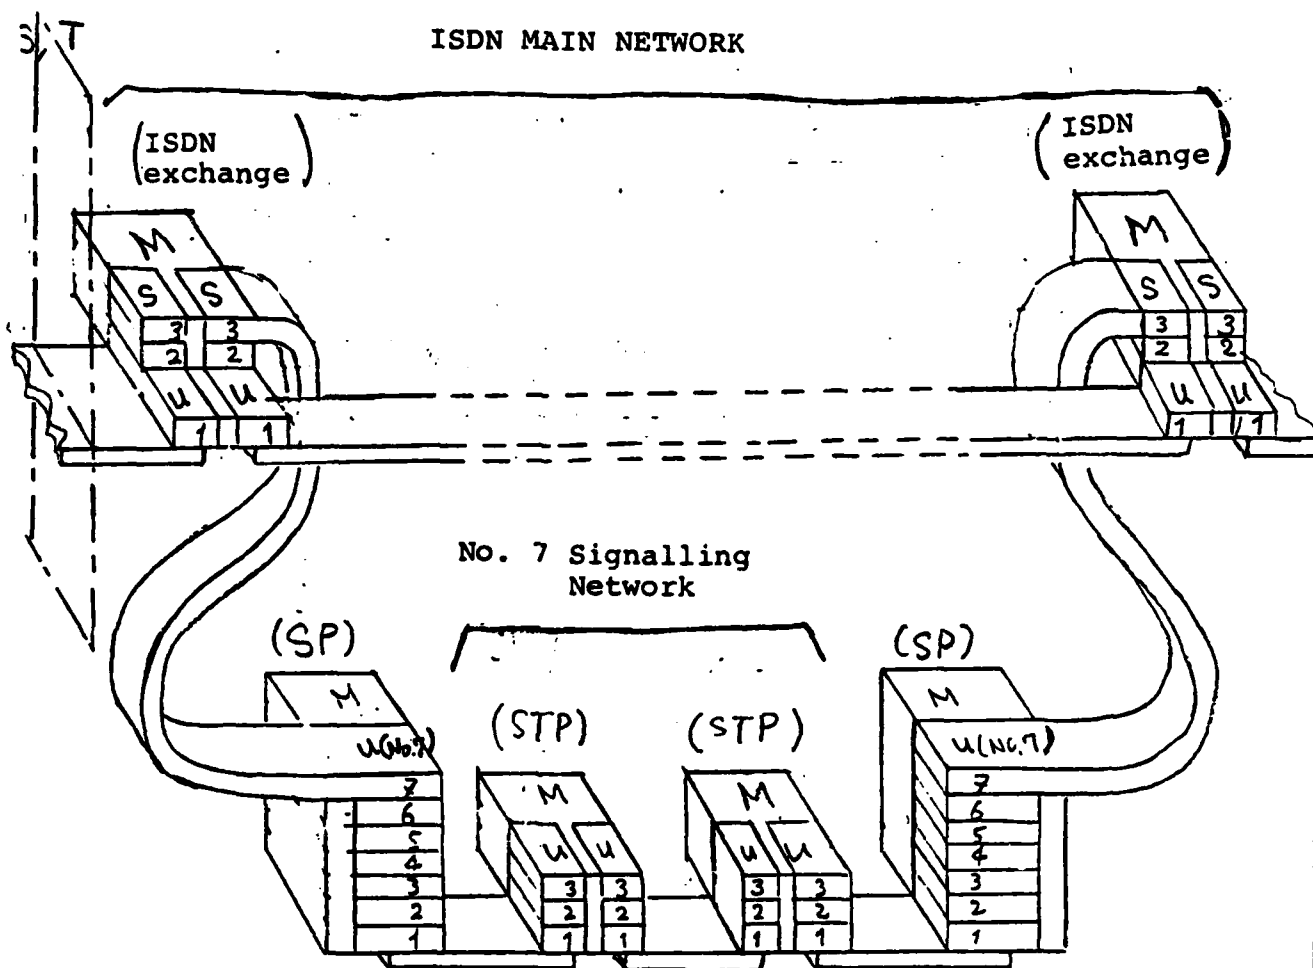 S T
ISDN MAIN NETWORK
(ISDN
exchange)
(ISDN
exchange)
M
M
S S
S S
3 3
3 3
2 2
2 2
U U
U U
1 1
1 1
No. 7 Signalling
Network
(SP)
(SP)
M
M
(STP)
(STP)
U(No.7)
U(No.7)
7
7
M
M
6
6
5
5
U U
U U
4
4
3
3 3
3 3
3
2
2 2
2 2
2
1
1 1
1 1
1